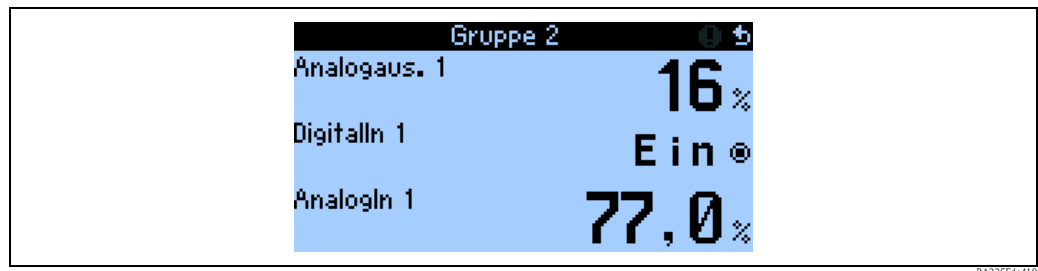 Gruppe 2
Analogaus. 1 16 %
DigitalIn 1 Ein
AnalogIn 1 77,0 %